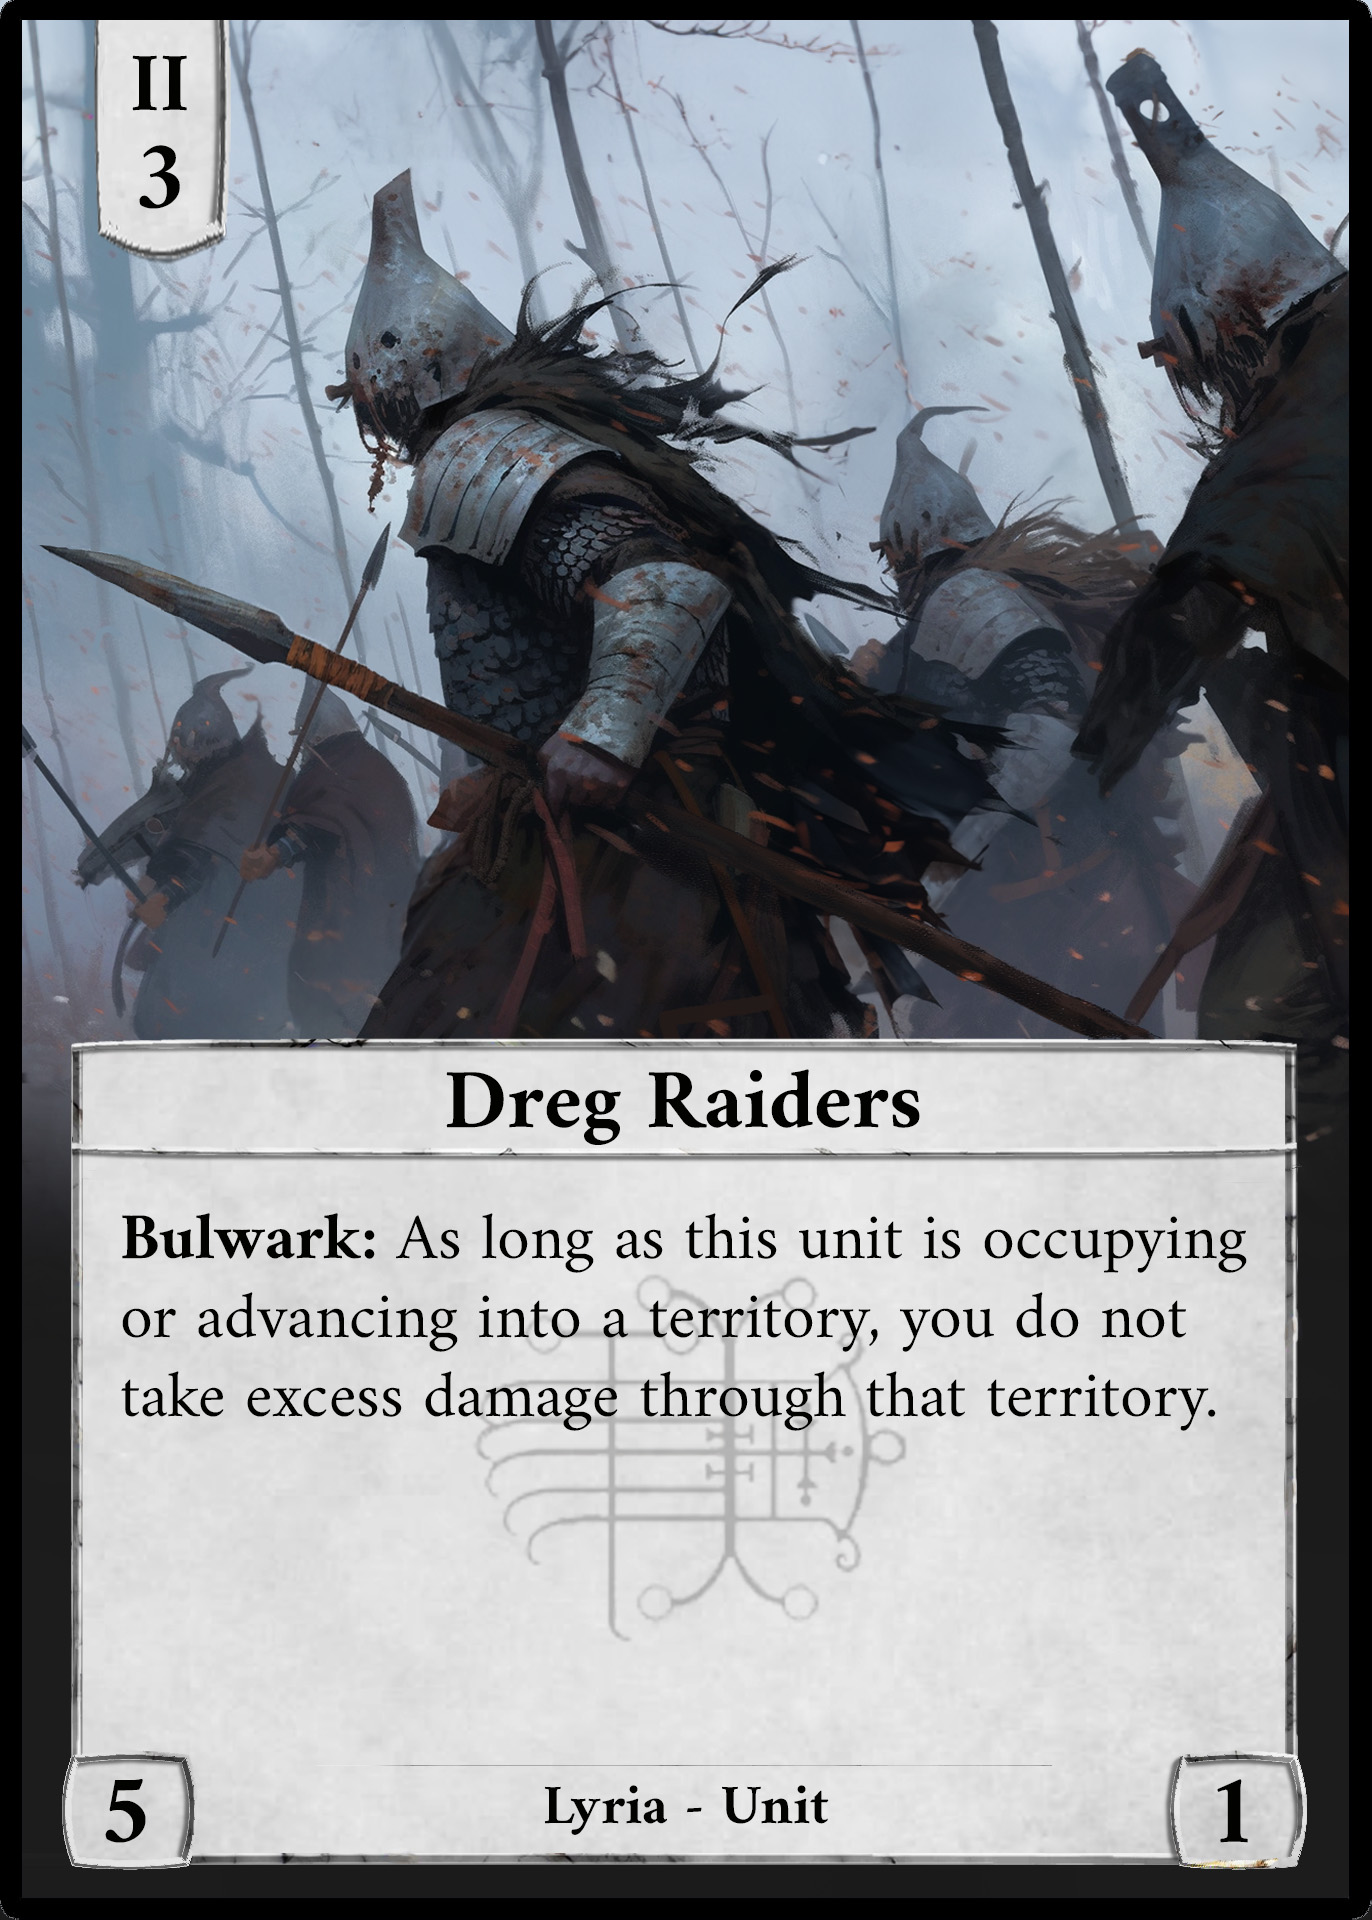 II
3
Dreg Raiders
Bulwark: As long as this unit is occupying
or advancing into a territory, you do not
take excess damage through that territory.
5
Lyria - Unit
1